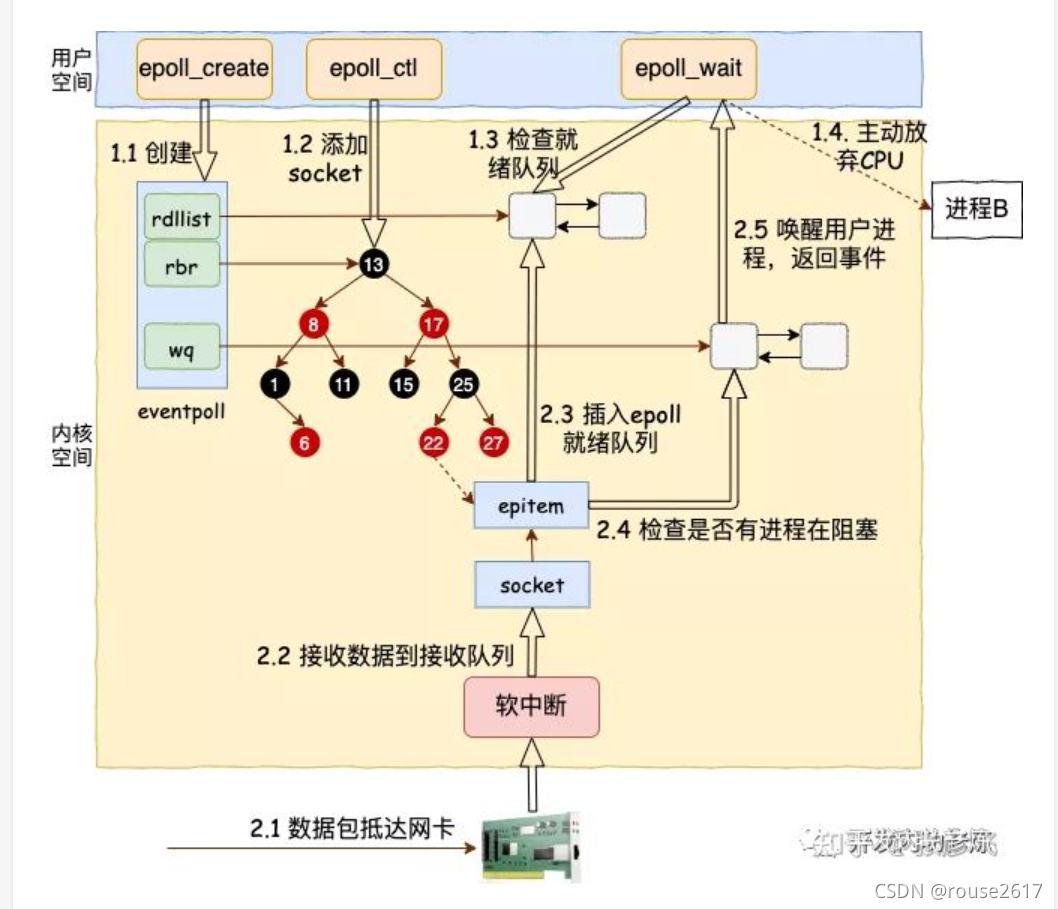 用户
空间
epoll_create
epoll_ctl
epoll_wait
1.1 创建
1.2 添加
socket
1.3 检查就
绪队列
1.4. 主动放
弃CPU
进程B
rdllist
rbr
wq
eventpoll
13
8
17
1
11
15
25
6
22
27
2.5 唤醒用户进
程，返回事件
内核
空间
2.3 插入epoll
就绪队列
epitem
2.4 检查是否有进程在阻塞
socket
2.2 接收数据到接收队列
软中断
2.1 数据包抵达网卡
CSDN @rouse2617